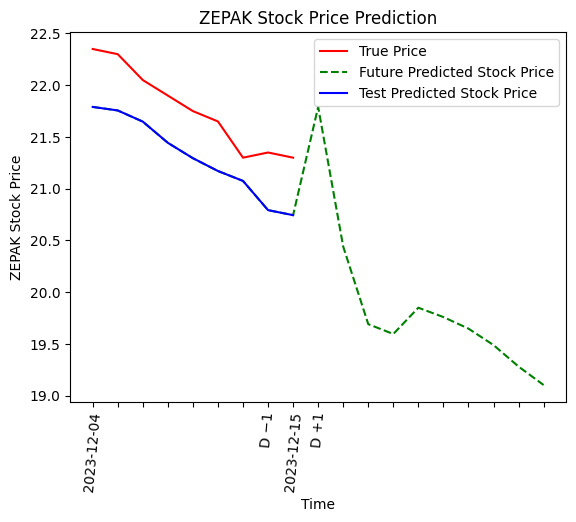 ZEPAK Stock Price Prediction
True Price
Future Predicted Stock Price
Test Predicted Stock Price
ZEPAK Stock Price
22.5
22.0
21.5
21.0
20.5
20.0
19.5
19.0
2023-12-04
D −1
2023-12-15
D +1
Time